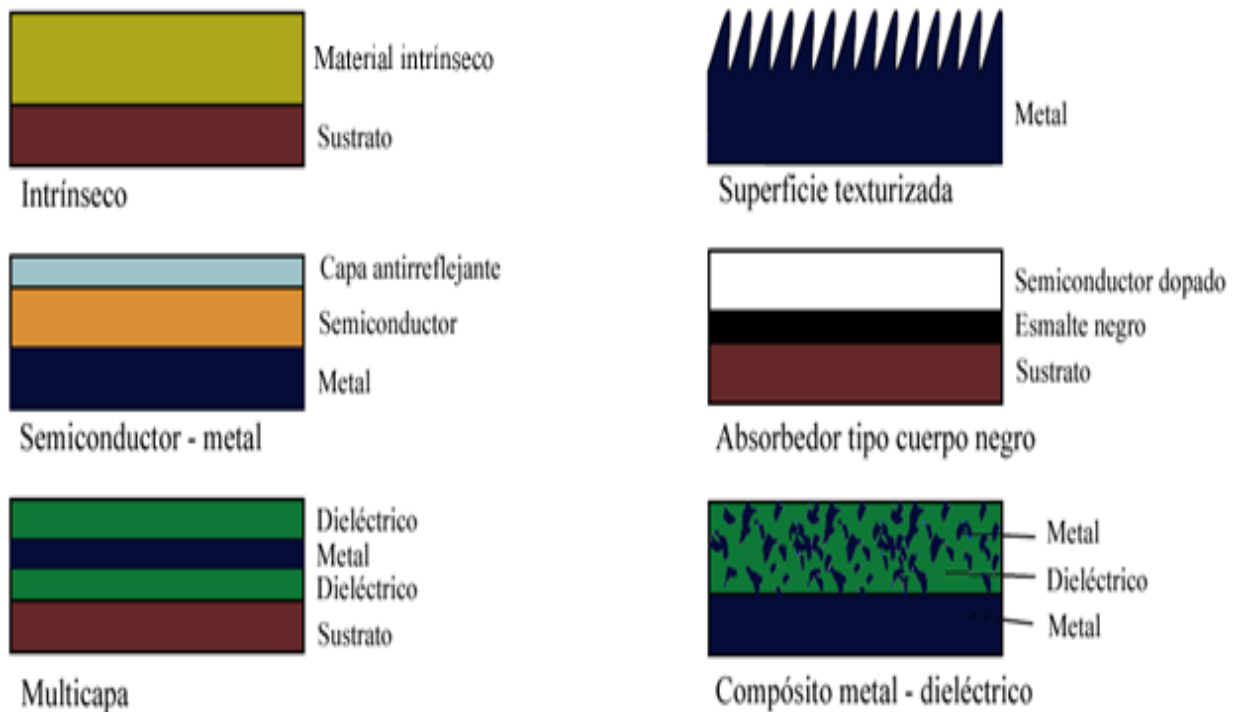 Material intrínseco
Sustrato
Intrínseco
Metal
Superficie texturizada
Capa antirreflejante
Semiconductor
Metal
Semiconductor - metal
Semiconductor dopado
Esmalte negro
Sustrato
Absorbedor tipo cuerpo negro
Dieléctrico
Metal
Dieléctrico
Sustrato
Multicapa
Metal
Dieléctrico
Metal
Compósito metal - dieléctrico